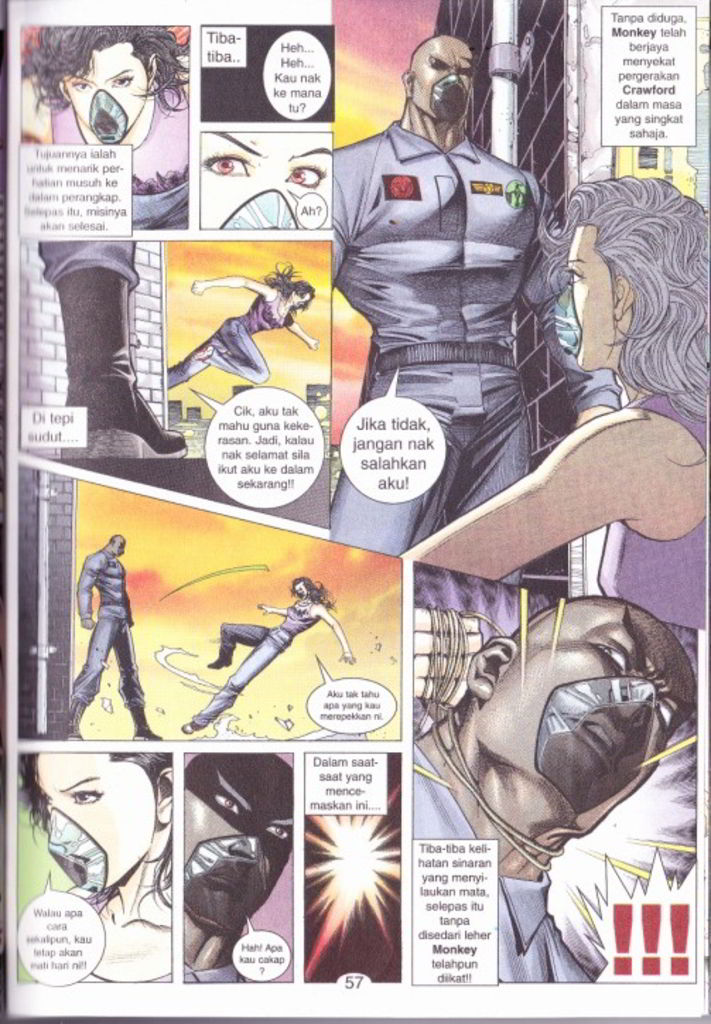 Tujuannya ialah
untuk menarik per-
hatian musuh ke
dalam perangkap.
Selepas itu, misinya
akan selesai.
Tiba-
tiba..
Heh...
Heh...
Kau nak
ke mana
tu?
Ah?
Tanpa diduga,
Monkey telah
berjaya
menyekat
pergerakan
Crawford
dalam masa
yang singkat
sahaja.
Di tepi
sudut....
Cik, aku tak
mahu guna keke-
rasan. Jadi, kalau
nak selamat sila
ikut aku ke dalam
sekarang!!
Jika tidak,
jangan nak
salahkan
aku!
Aku tak tahu
apa yang kau
merepekkan ni.
Walau apa
cara
sekalipun, kau
tetap akan
mati hari ni!!
Hah! Apa
kau cakap
?
Dalam saat-
saat yang
mence-
maskan ini....
Tiba-tiba keli-
hatan sinaran
yang menyi-
laukan mata,
selepas itu
tanpa
disedari leher
Monkey
telahpun
diikat!!
!!!
57